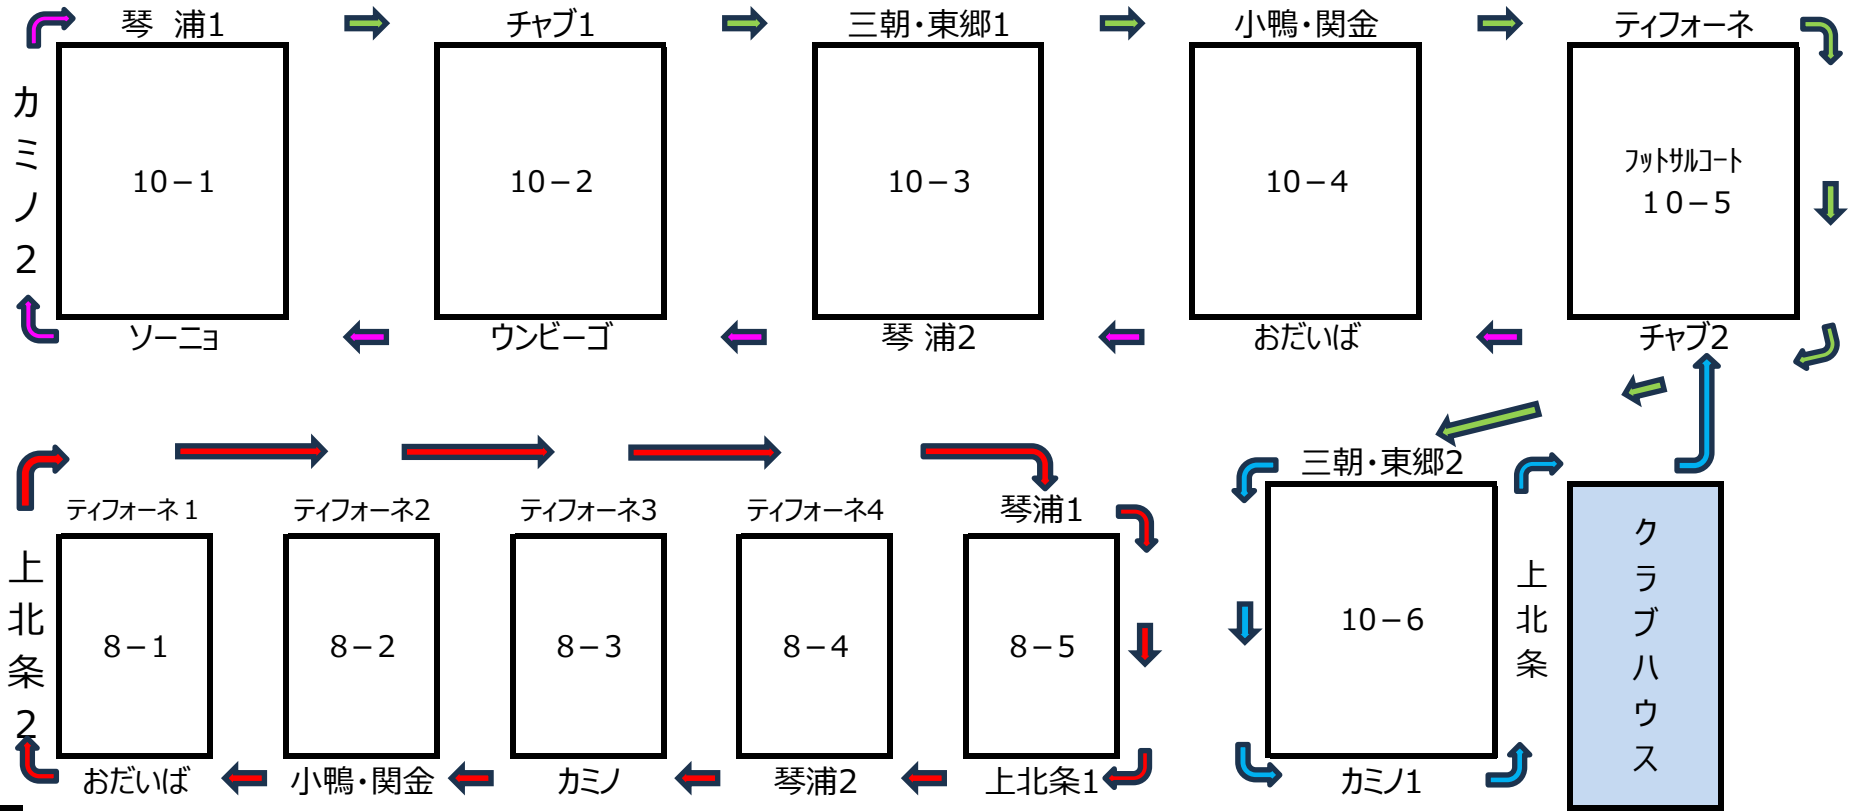 琴 浦1
チャブ1
三朝・東郷1
小鴨・関金
ティフォーネ
カミノ2
10－1
10－2
10－3
10－4
フットサルコート
10－5
ソーニョ
ウンビーゴ
琴 浦2
おだいば
チャブ2
三朝・東郷2
ティフォーネ1
ティフォーネ2
ティフォーネ3
ティフォーネ4
琴浦1
上北条2
8－1
8－2
8－3
8－4
8－5
10－6
上北条
クラブハウス
おだいば
小鴨・関金
カミノ
琴浦2
上北条1
カミノ1